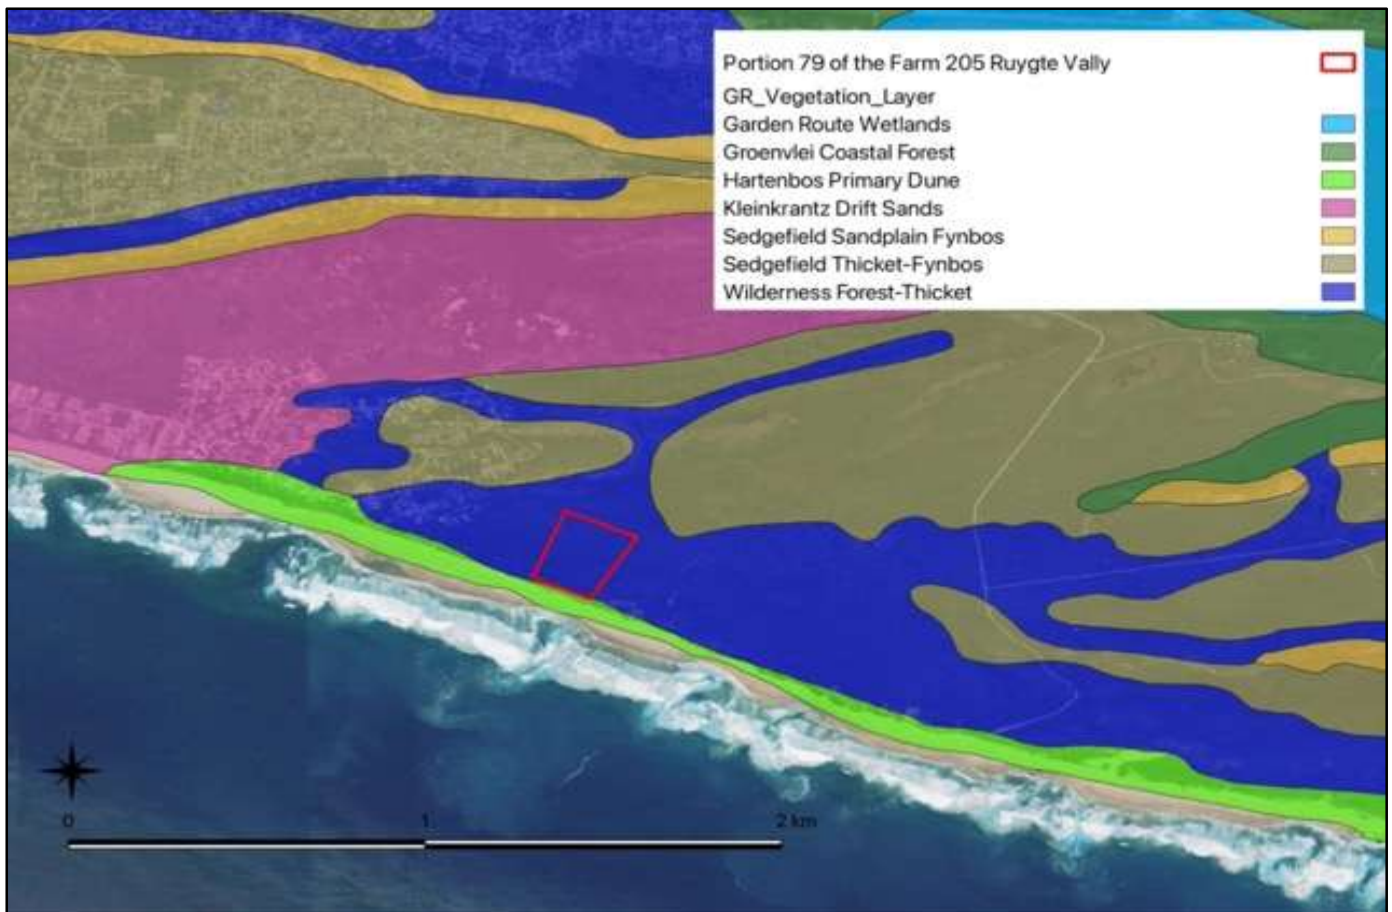 Portion 79 of the Farm 205 Ruygte Vally
GR_Vegetation_Layer
Garden Route Wetlands
Groenvlei Coastal Forest
Hartenbos Primary Dune
Kleinkrantz Drift Sands
Sedgefield Sandplain Fynbos
Sedgefield Thicket-Fynbos
Wilderness Forest-Thicket
0 1 2 km